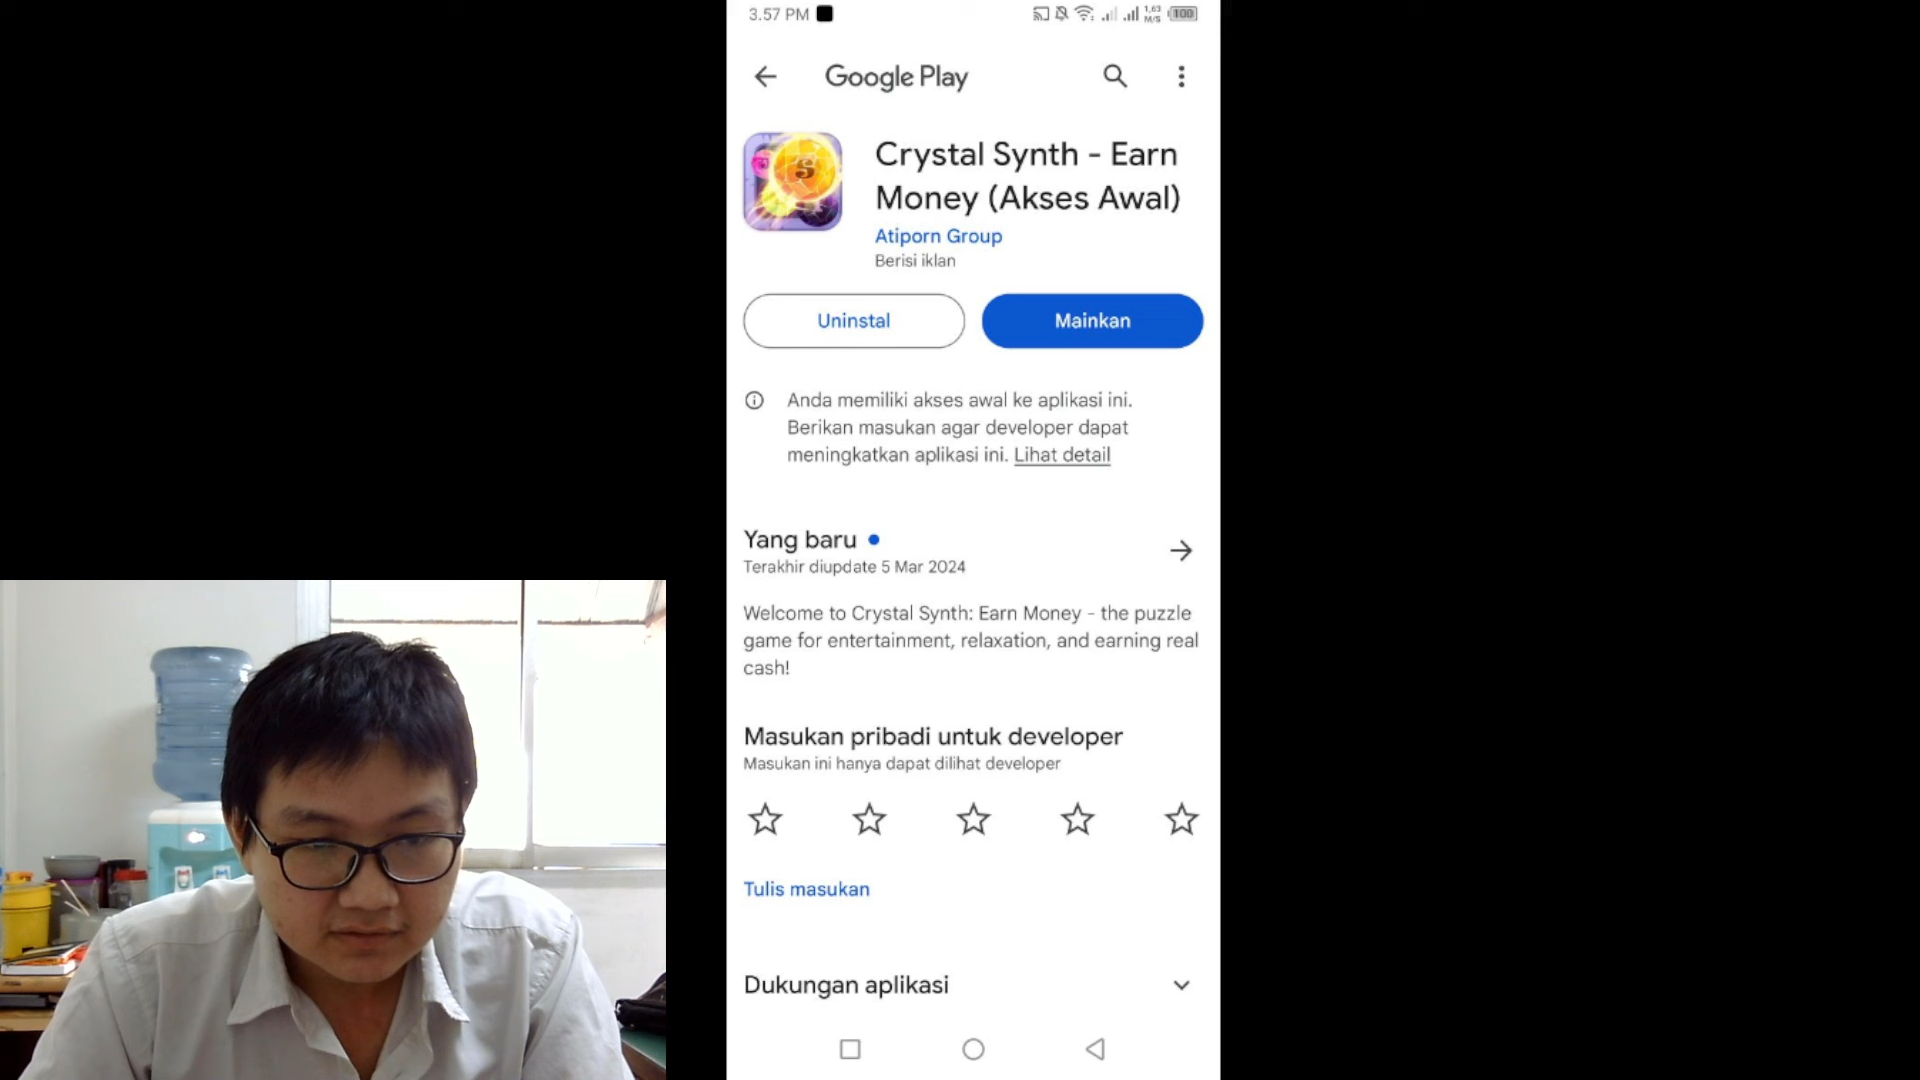 3.57 PM
1,63
M/S
100
Google Play
Crystal Synth - Earn
Money (Akses Awal)
Atiporn Group
Berisi iklan
Uninstal
Mainkan
Anda memiliki akses awal ke aplikasi ini.
Berikan masukan agar developer dapat
meningkatkan aplikasi ini. Lihat detail
Yang baru
Terakhir diupdate 5 Mar 2024
Welcome to Crystal Synth: Earn Money - the puzzle
game for entertainment, relaxation, and earning real
cash!
Masukan pribadi untuk developer
Masukan ini hanya dapat dilihat developer
Tulis masukan
Dukungan aplikasi